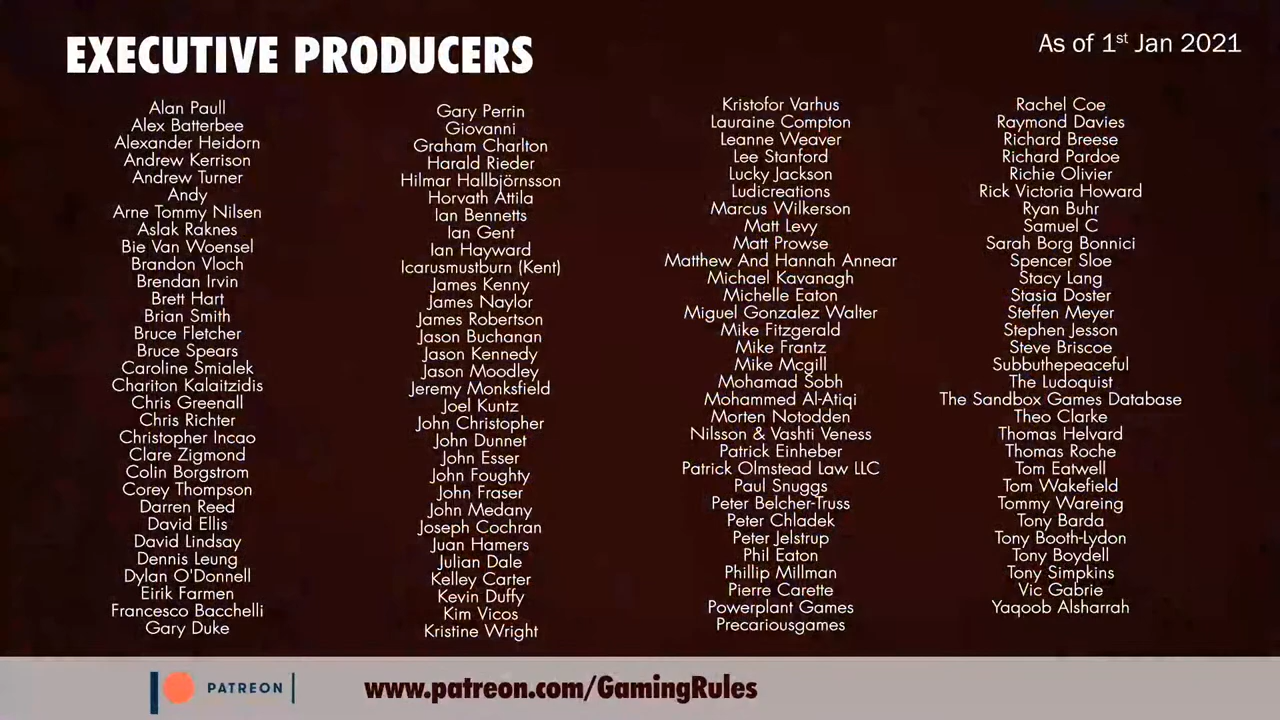 EXECUTIVE PRODUCERS
As of 1st Jan 2021
Alan Paull
Alex Batterbee
Alexander Heidorn
Andrew Kerrison
Andrew Turner
Andy
Arne Tommy Nilsen
Aslak Raknes
Bie Van Woensel
Brandon Vloch
Brendan Irvin
Brett Hart
Brian Smith
Bruce Fletcher
Bruce Spears
Caroline Smialek
Chariton Kalaitzidis
Chris Greenall
Chris Richter
Christopher Incao
Clare Zigmond
Colin Borgstrom
Corey Thompson
Darren Reed
David Ellis
David Lindsay
Dennis Leung
Dylan O'Donnell
Eirik Farmen
Francesco Bacchelli
Gary Duke
Gary Perrin
Giovanni
Graham Charlton
Harald Rieder
Hilmar Hallbjörnsson
Horvath Attila
Ian Bennetts
Ian Gent
Ian Hayward
Icarusmustburn (Kent)
James Kenny
James Naylor
James Robertson
Jason Buchanan
Jason Kennedy
Jason Moodley
Jeremy Monksfield
Joel Kuntz
John Christopher
John Dunnet
John Esser
John Foughty
John Fraser
John Medany
Joseph Cochran
Juan Hamers
Julian Dale
Kelley Carter
Kevin Duffy
Kim Vicos
Kristine Wright
Kristofor Varhus
Lauraine Compton
Leanne Weaver
Lee Stanford
Lucky Jackson
Ludicreations
Marcus Wilkerson
Matt Levy
Matt Prowse
Matthew And Hannah Annear
Michael Kavanagh
Michelle Eaton
Miguel Gonzalez Walter
Mike Fitzgerald
Mike Frantz
Mike Mcgill
Mohamad Sobh
Mohammed Al-Atiqi
Morten Notodden
Nilsson & Vashti Veness
Patrick Einheber
Patrick Olmstead Law LLC
Paul Snuggs
Peter Belcher-Truss
Peter Chladek
Peter Jelstrup
Phil Eaton
Phillip Millman
Pierre Carette
Powerplant Games
Precariousgames
Rachel Coe
Raymond Davies
Richard Breese
Richard Pardoe
Richie Olivier
Rick Victoria Howard
Ryan Buhr
Samuel C
Sarah Borg Bonnici
Spencer Sloe
Stacy Lang
Stasia Doster
Steffen Meyer
Stephen Jesson
Steve Briscoe
Subbuthepeaceful
The Ludoquist
The Sandbox Games Database
Theo Clarke
Thomas Helvard
Thomas Roche
Tom Eatwell
Tom Wakefield
Tommy Wareing
Tony Barda
Tony Booth-Lydon
Tony Boydell
Tony Simpkins
Vic Gabrie
Yaqoob Alsharrah
PATREON
www.patreon.com/GamingRules